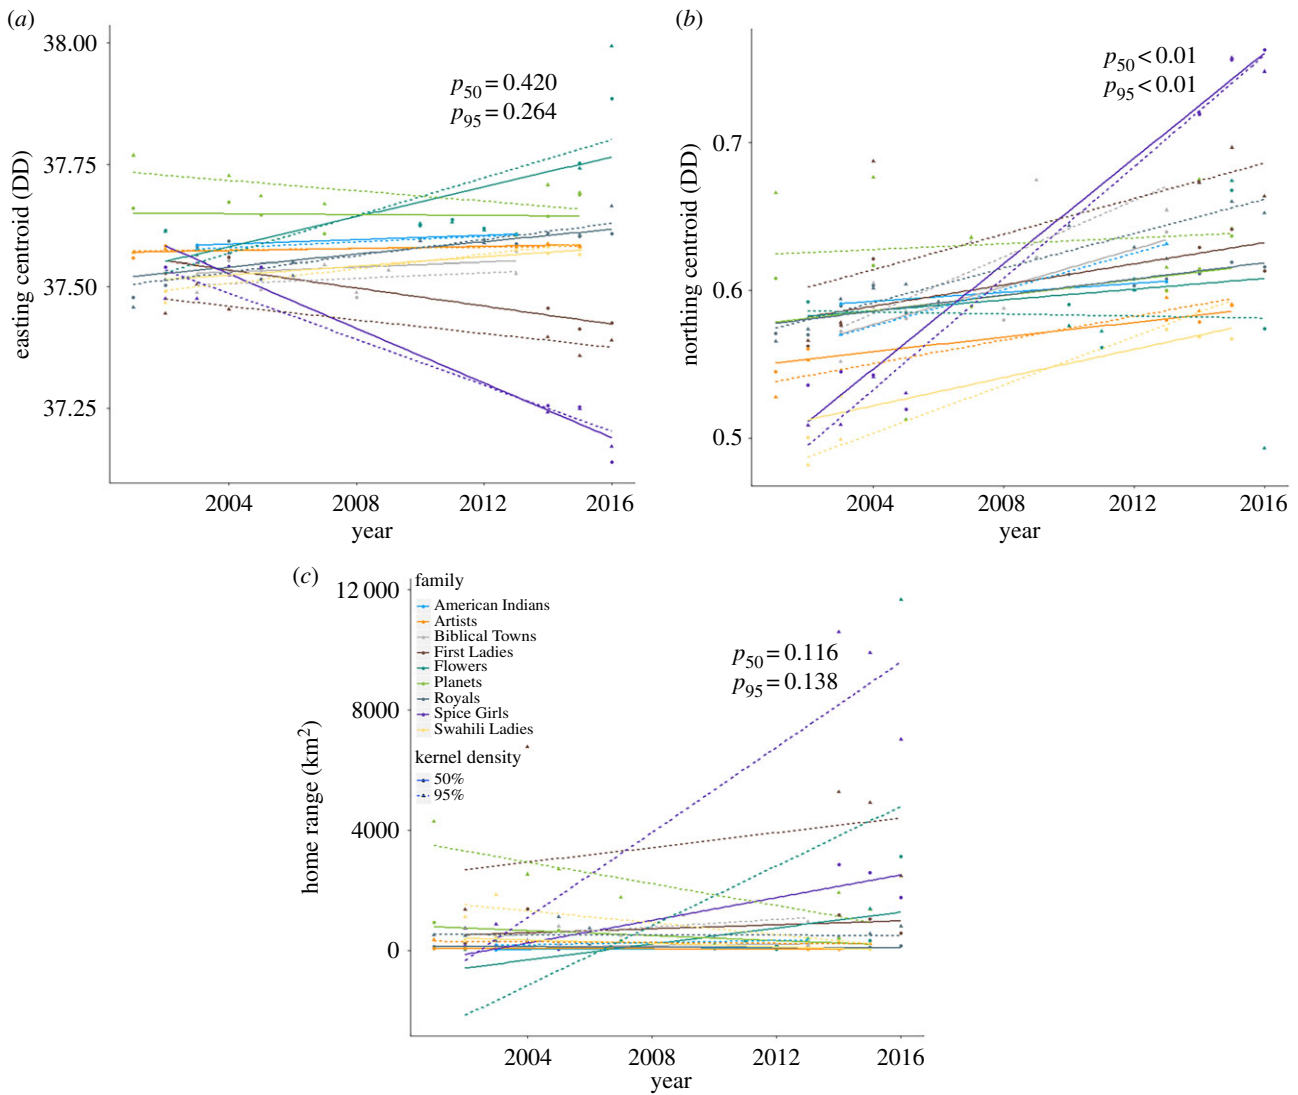 (a)
38.00
37.75
37.50
37.25
easting centroid (DD)
p50 = 0.420
p95 = 0.264
2004 2008 2012 2016
year
(b)
0.7
0.6
0.5
northing centroid (DD)
p50 < 0.01
p95 < 0.01
2004 2008 2012 2016
year
(c)
12 000
8000
4000
0
home range (km2)
family
American Indians
Artists
Biblical Towns
First Ladies
Flowers
Planets
Royals
Spice Girls
Swahili Ladies
kernel density
50%
95%
p50 = 0.116
p95 = 0.138
2004 2008 2012 2016
year